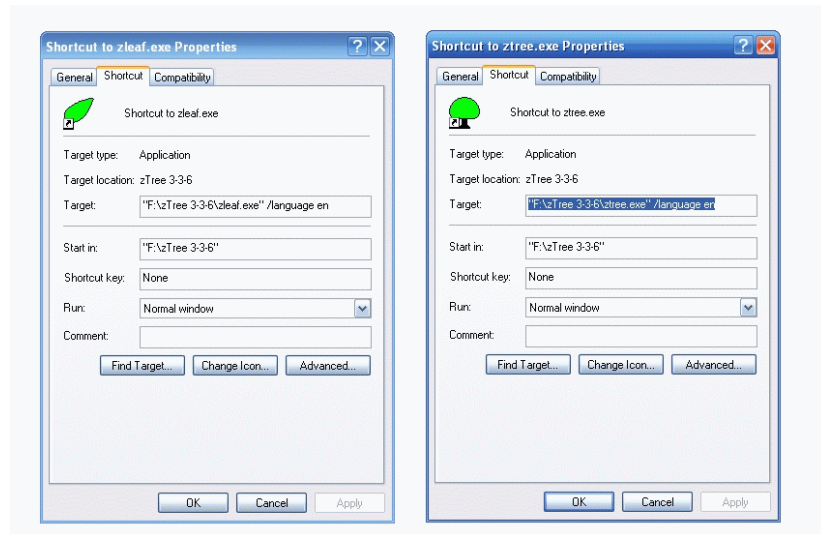 Shortcut to zleaf.exe Properties
General Shortcut Compatibility
Shortcut to zleaf.exe
Target type: Application
Target location: zTree 3-3-6
Target: "F:\zTree 3-3-6\zleaf.exe" /language en
Start in: "F:\zTree 3-3-6"
Shortcut key: None
Run: Normal window
Comment:
Find Target... Change Icon... Advanced...
OK Cancel Apply
Shortcut to ztree.exe Properties
General Shortcut Compatibility
Shortcut to ztree.exe
Target type: Application
Target location: zTree 3-3-6
Target: "F:\zTree 3-3-6\ztree.exe" /language en
Start in: "F:\zTree 3-3-6"
Shortcut key: None
Run: Normal window
Comment:
Find Target... Change Icon... Advanced...
OK Cancel Apply